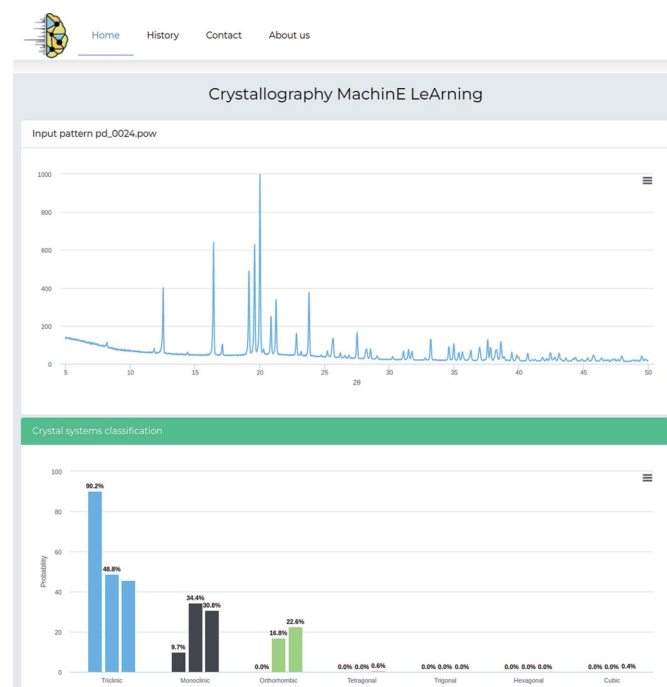 Home History Contact About us
Crystallography MachinE LeArning
Input pattern pd_0024.pow
1000
800
600
400
200
0
5 10 15 20 25 30 35 40 45 50
2θ
Crystal systems classification
100
80
60
40
20
0
Probability
90.2%
48.8%
9.7%
34.4%
30.8%
0.0%
16.8%
22.6%
0.0% 0.0% 0.6%
0.0% 0.0% 0.0%
0.0% 0.0% 0.0%
0.0% 0.0% 0.4%
Triclinic Monoclinic Orthorhombic Tetragonal Trigonal Hexagonal Cubic